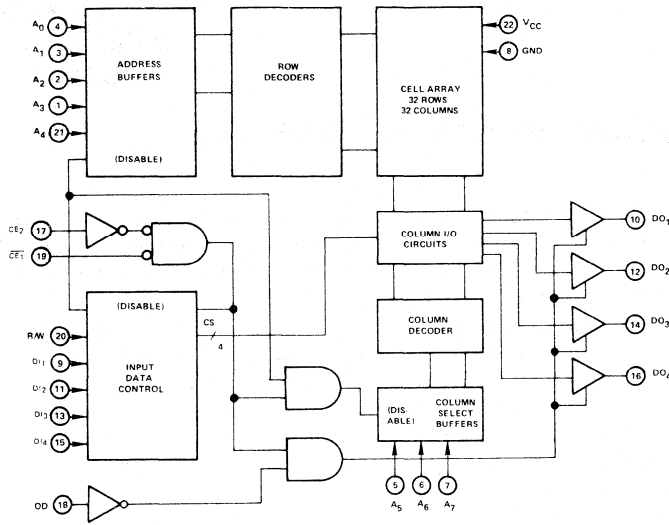 A0 4
A1 3
A2 2
A3 1
A4 21
ADDRESS
BUFFERS
(DISABLE)
ROW
DECODERS
CELL ARRAY
32 ROWS
32 COLUMNS
22 VCC
8 GND
CE2 17
CE1 19
COLUMN I/O
CIRCUITS
10 DO1
12 DO2
14 DO3
16 DO4
(DISABLE)
CS
4
R/W 20
DI1 9
DI2 11
DI3 13
DI4 15
INPUT
DATA
CONTROL
COLUMN
DECODER
(DIS-
ABLE)
COLUMN
SELECT
BUFFERS
5 6 7
A5 A6 A7
OD 18